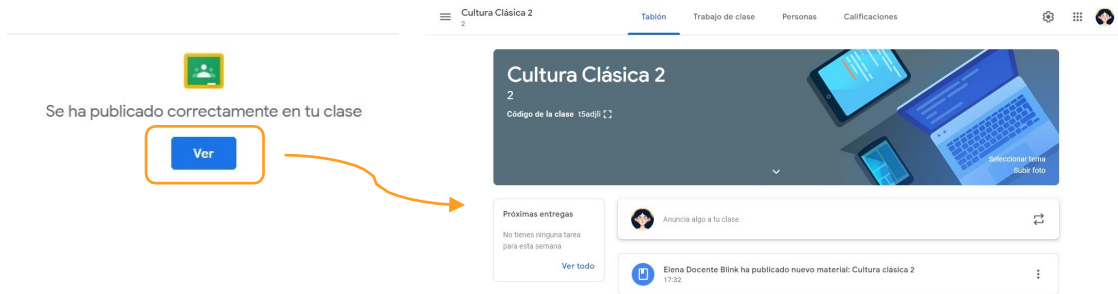 Se ha publicado correctamente en tu clase
Ver
Cultura Clásica 2
2
Tablón Trabajo de clase Personas Calificaciones
Cultura Clásica 2
2
Código de la clase t5adjli
Seleccionar tema
Subir foto
Próximas entregas
No tienes ninguna tarea
para esta semana
Ver todo
Anuncia algo a tu clase
Elena Docente Blink ha publicado nuevo material: Cultura clásica 2
17:32